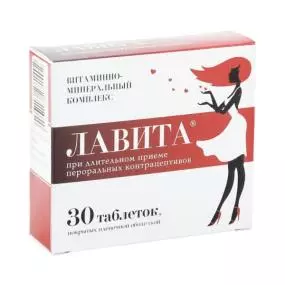 ВИТАМИННО-
МИНЕРАЛЬНЫЙ
КОМПЛЕКС
ЛАВИТА®
при длительном приеме
пероральных контрацептивов
30 таблеток,
покрытых пленочной оболочкой